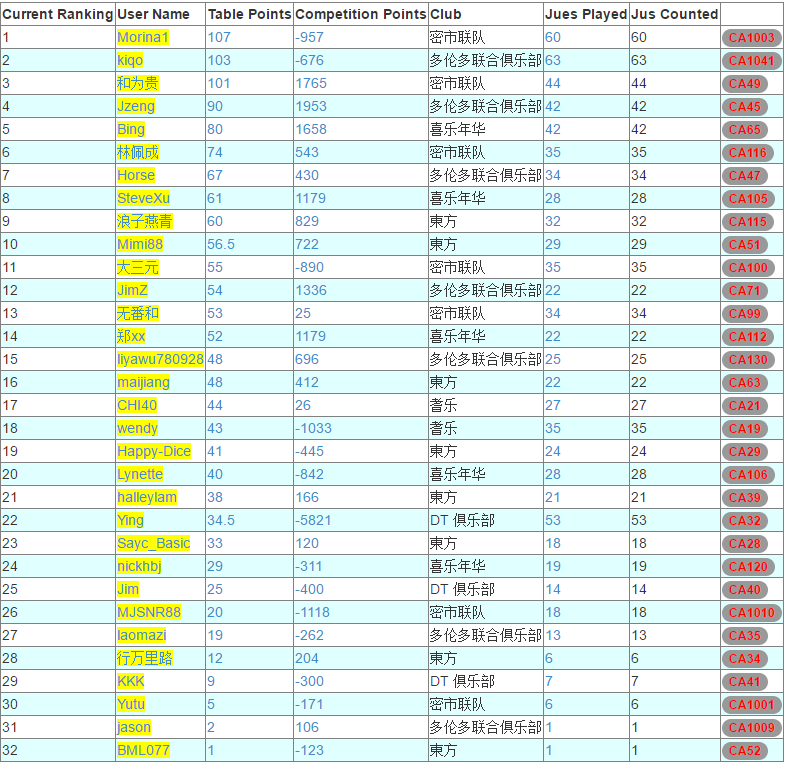 Current Ranking User Name Table Points Competition Points Club Jues Played Jus Counted
1 Morina1 107 -957 密市联队 60 60 CA1003
2 kiqo 103 -676 多伦多联合俱乐部 63 63 CA1041
3 和为贵 101 1765 密市联队 44 44 CA49
4 Jzeng 90 1953 多伦多联合俱乐部 42 42 CA45
5 Bing 80 1658 喜乐年华 42 42 CA65
6 林佩成 74 543 密市联队 35 35 CA116
7 Horse 67 430 多伦多联合俱乐部 34 34 CA47
8 SteveXu 61 1179 喜乐年华 28 28 CA105
9 浪子燕青 60 829 東方 32 32 CA115
10 Mimi88 56.5 722 東方 29 29 CA51
11 大三元 55 -890 密市联队 35 35 CA100
12 JimZ 54 1336 多伦多联合俱乐部 22 22 CA71
13 无番和 53 25 密市联队 34 34 CA99
14 郑xx 52 1179 喜乐年华 22 22 CA112
15 liyawu780928 48 696 多伦多联合俱乐部 25 25 CA130
16 maijiang 48 412 東方 22 22 CA63
17 CHI40 44 26 耆乐 27 27 CA21
18 wendy 43 -1033 耆乐 35 35 CA19
19 Happy-Dice 41 -445 東方 24 24 CA29
20 Lynette 40 -842 喜乐年华 28 28 CA106
21 halleylam 38 166 東方 21 21 CA39
22 Ying 34.5 -5821 DT 俱乐部 53 53 CA32
23 Sayc_Basic 33 120 東方 18 18 CA28
24 nickhbj 29 -311 喜乐年华 19 19 CA120
25 Jim 25 -400 DT 俱乐部 14 14 CA40
26 MJSNR88 20 -1118 密市联队 18 18 CA1010
27 laomazi 19 -262 多伦多联合俱乐部 13 13 CA35
28 行万里路 12 204 東方 6 6 CA34
29 KKK 9 -300 DT 俱乐部 7 7 CA41
30 Yutu 5 -171 密市联队 6 6 CA1001
31 jason 2 106 多伦多联合俱乐部 1 1 CA1009
32 BML077 1 -123 東方 1 1 CA52